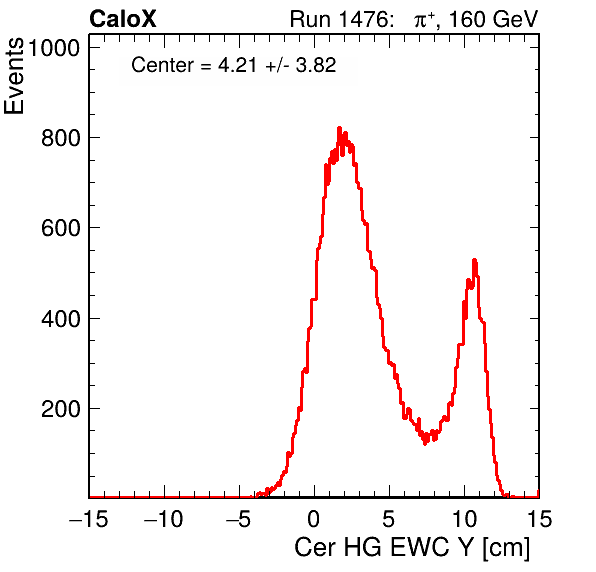 CaloX Run 1476: π⁺, 160 GeV
Center = 4.21 +/- 3.82
Events
1000
800
600
400
200
−15 −10 −5 0 5 10 15
Cer HG EWC Y [cm]